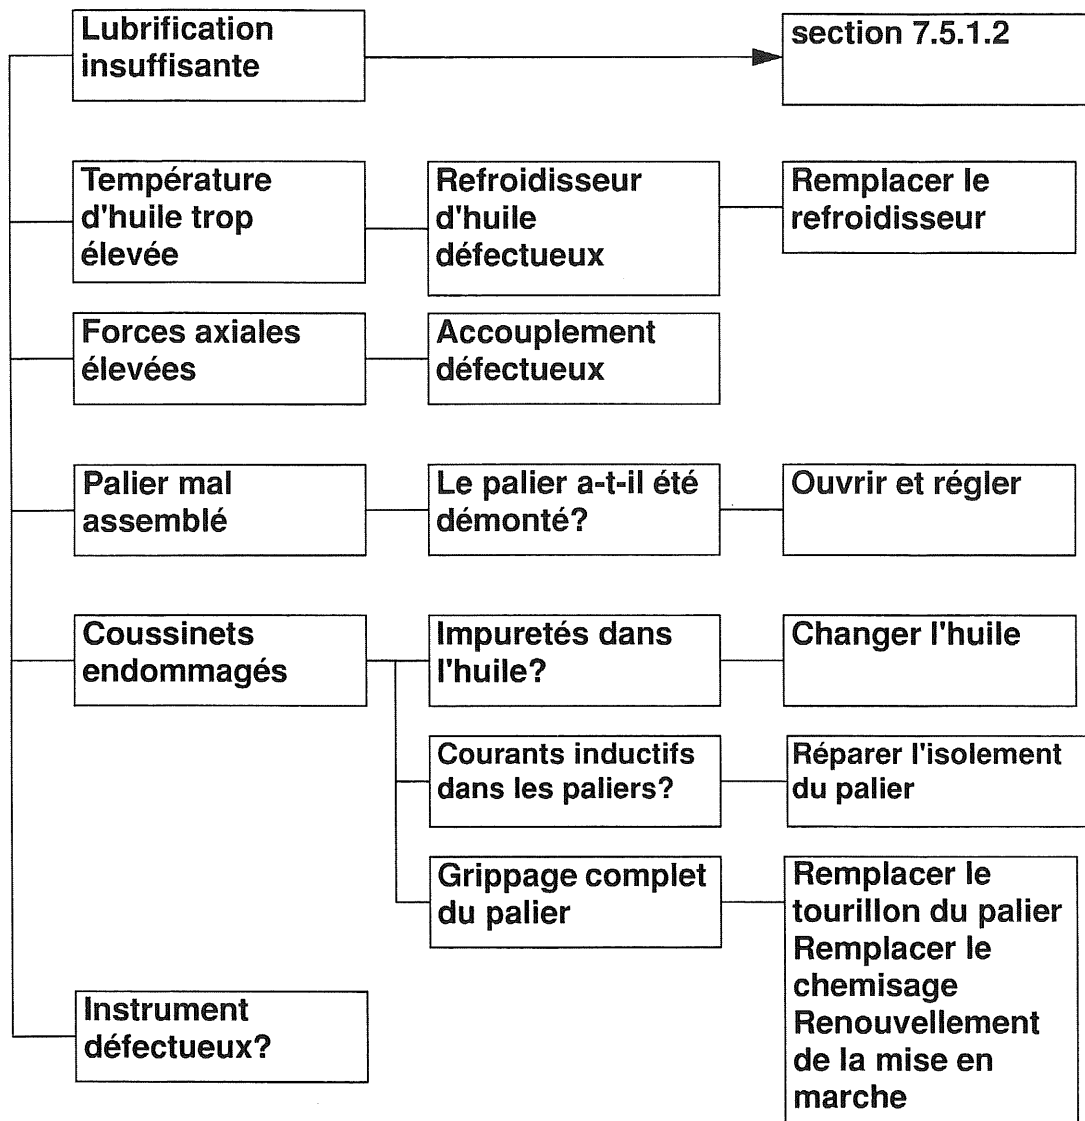 Lubrification
insuffisante
section 7.5.1.2
Température
d'huile trop
élevée
Refroidisseur
d'huile
défectueux
Remplacer le
refroidisseur
Forces axiales
élevées
Accouplement
défectueux
Palier mal
assemblé
Le palier a-t-il été
démonté?
Ouvrir et régler
Coussinets
endommagés
Impuretés dans
l'huile?
Changer l'huile
Courants inductifs
dans les paliers?
Réparer l'isolement
du palier
Grippage complet
du palier
Remplacer le
tourillon du palier
Remplacer le
chemisage
Renouvellement
de la mise en
marche
Instrument
défectueux?